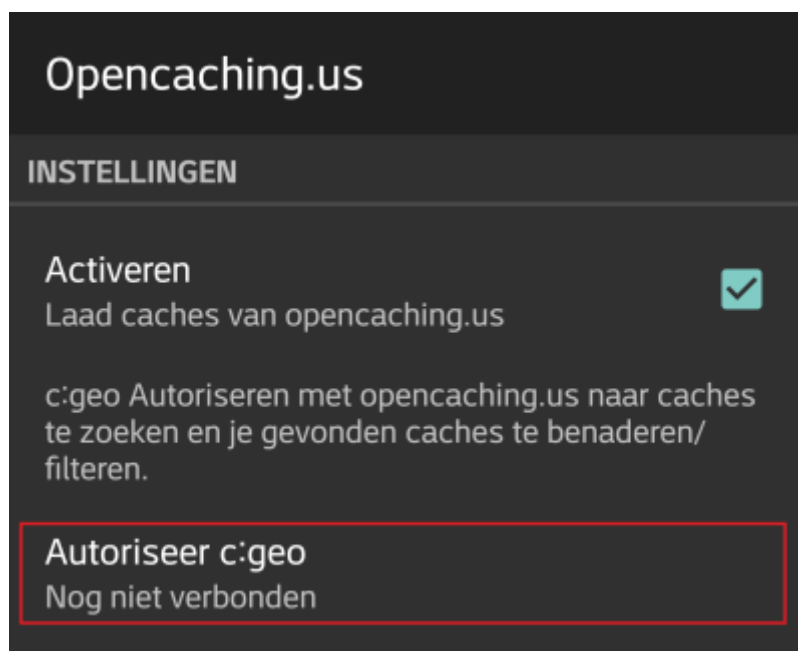 Opencaching.us
INSTELLINGEN
Activeren
Laad caches van opencaching.us
c:geo Autoriseren met opencaching.us naar caches
te zoeken en je gevonden caches te benaderen/
filteren.
Autoriseer c:geo
Nog niet verbonden